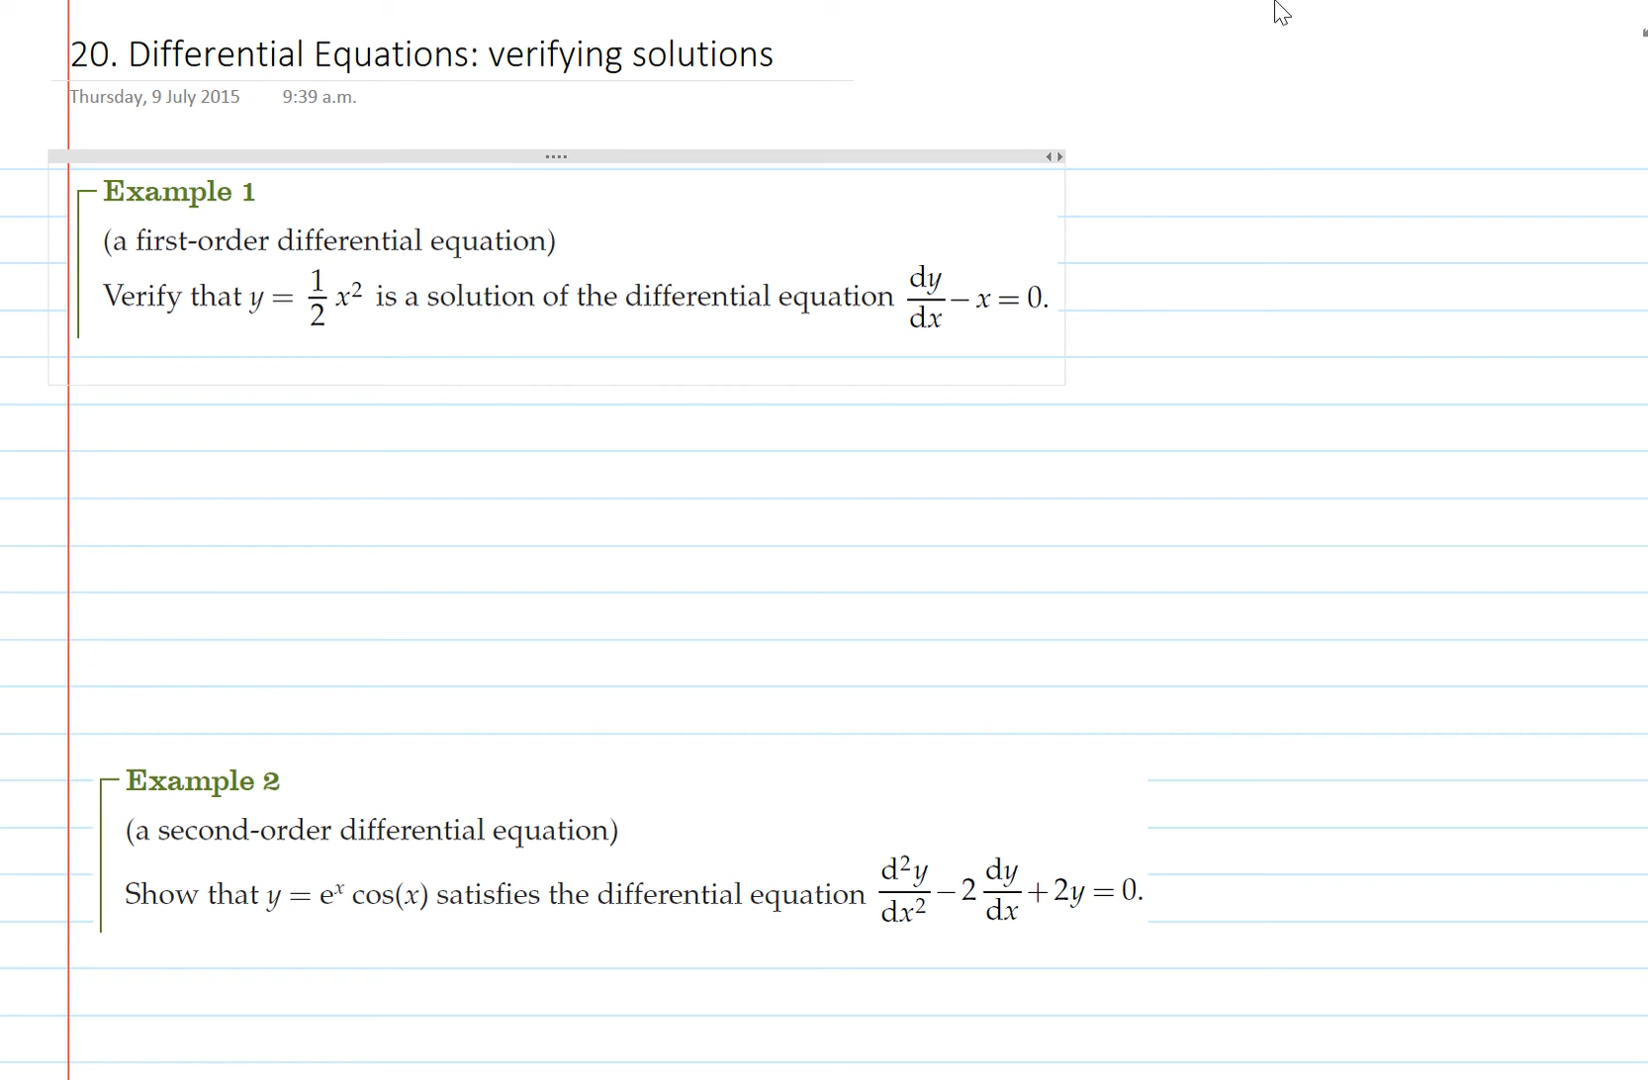 20. Differential Equations: verifying solutions
Thursday, 9 July 2015 9:39 a.m.
Example 1
(a first-order differential equation)
Verify that y = 1/2 x² is a solution of the differential equation dy/dx − x = 0.
Example 2
(a second-order differential equation)
Show that y = eˣ cos(x) satisfies the differential equation d²y/dx² − 2 dy/dx + 2y = 0.